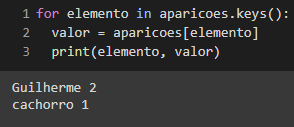 1 for elemento in aparicoes.keys():
2   valor = aparicoes[elemento]
3   print(elemento, valor)
Guilherme 2
cachorro 1